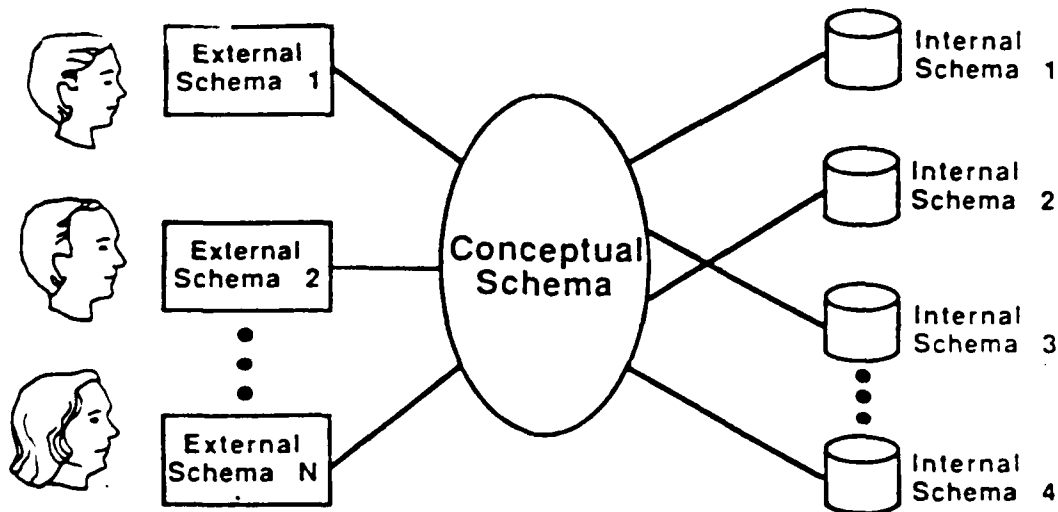 External
Schema 1
External
Schema 2
External
Schema N
Conceptual
Schema
Internal
Schema 1
Internal
Schema 2
Internal
Schema 3
Internal
Schema 4